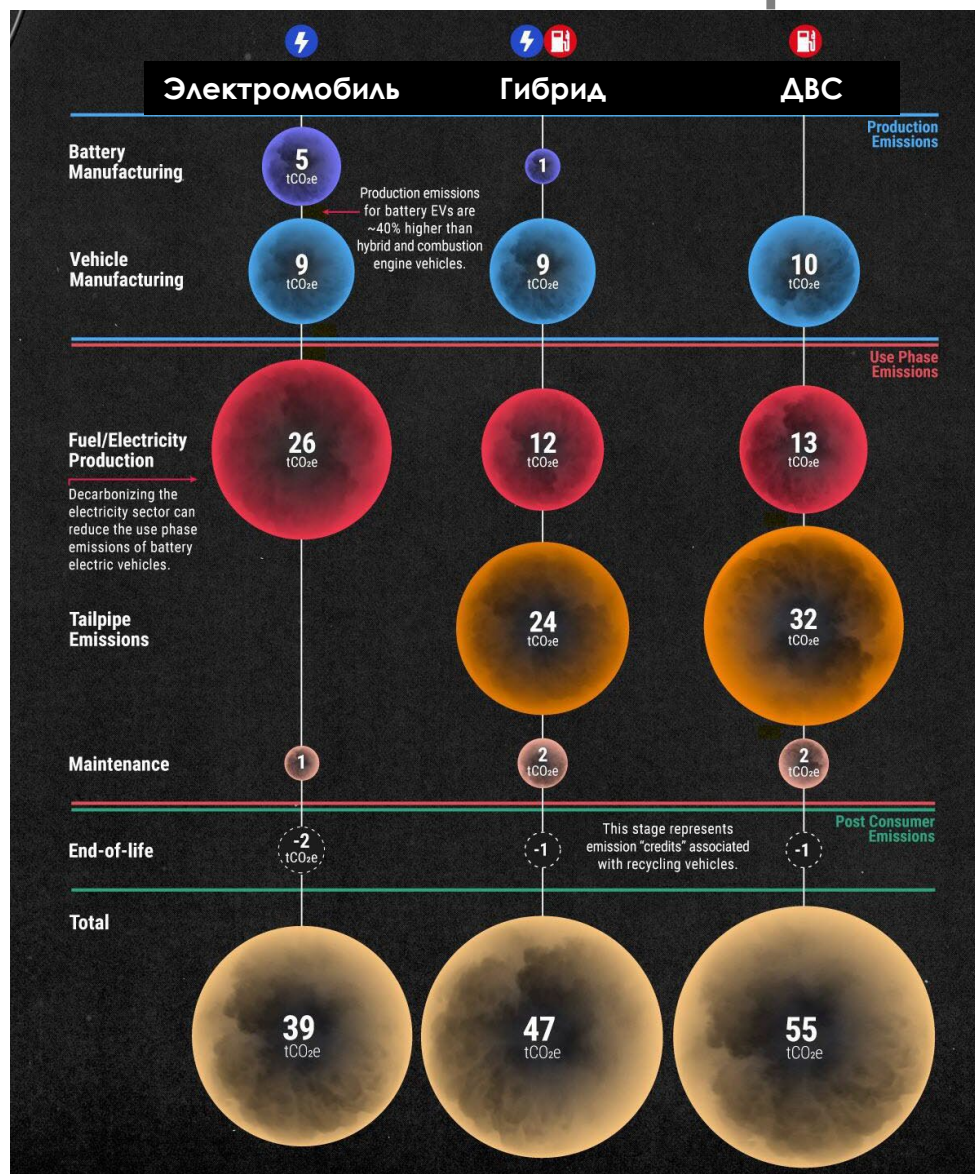 Электромобиль
Гибрид
ДВС
Production
Emissions
Battery
Manufacturing
5
tCO₂e
1
Production emissions
for battery EVs are
~40% higher than
hybrid and combustion
engine vehicles.
Vehicle
Manufacturing
9
tCO₂e
9
tCO₂e
10
tCO₂e
Use Phase
Emissions
Fuel/Electricity
Production
26
tCO₂e
12
tCO₂e
13
tCO₂e
Decarbonizing the
electricity sector can
reduce the use phase
emissions of battery
electric vehicles.
Tailpipe
Emissions
24
tCO₂e
32
tCO₂e
Maintenance
1
2
tCO₂e
2
tCO₂e
Post Consumer
Emissions
End-of-life
-2
tCO₂e
-1
This stage represents
emission “credits” associated
with recycling vehicles.
-1
Total
39
tCO₂e
47
tCO₂e
55
tCO₂e